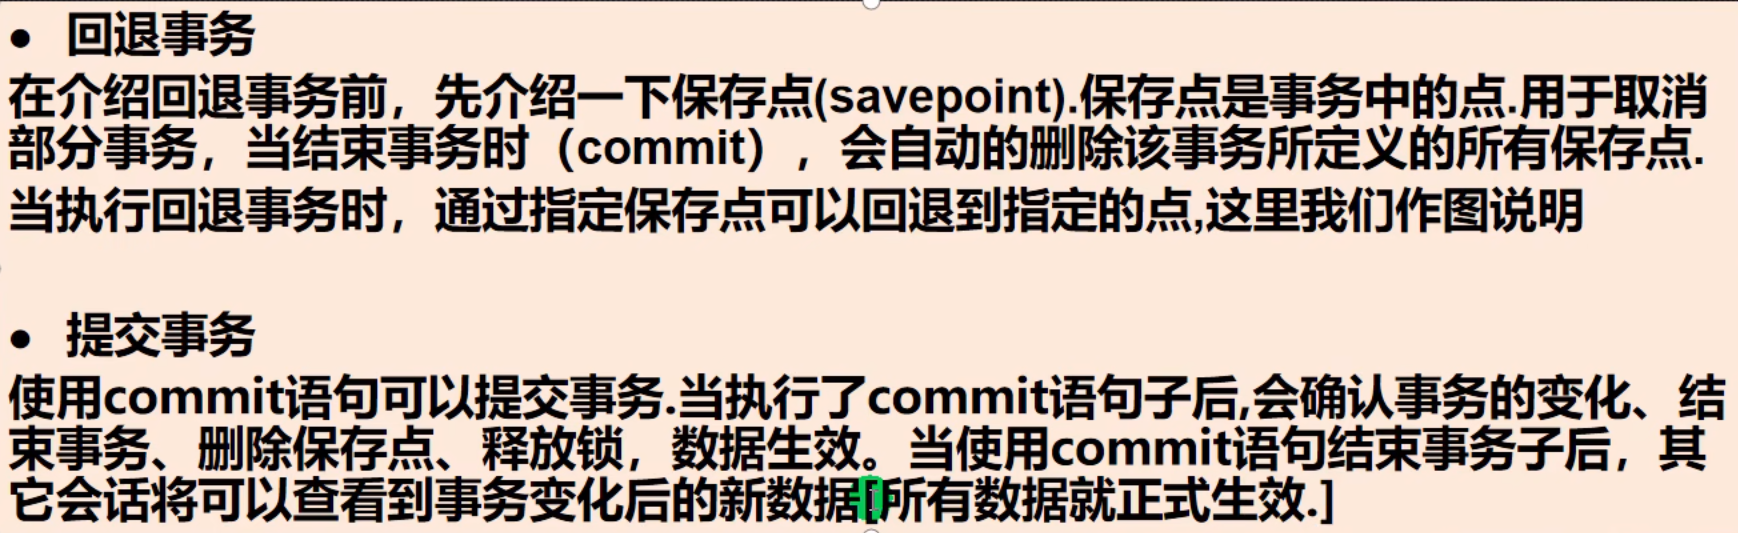 ● 回退事务
在介绍回退事务前，先介绍一下保存点(savepoint).保存点是事务中的点.用于取消
部分事务，当结束事务时（commit），会自动的删除该事务所定义的所有保存点.
当执行回退事务时，通过指定保存点可以回退到指定的点,这里我们作图说明
● 提交事务
使用commit语句可以提交事务.当执行了commit语句子后,会确认事务的变化、结
束事务、删除保存点、释放锁，数据生效。当使用commit语句结束事务子后，其
它会话将可以查看到事务变化后的新数据[所有数据就正式生效.]